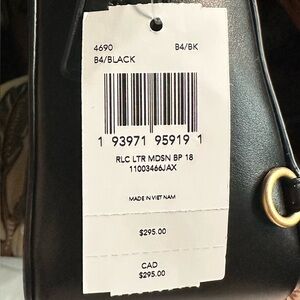 4690 B4/BK
B4/BLACK
1 93971 95919 1
RLC LTR MDSN BP 18
11003466JAX
MADE IN VIET NAM
$295.00
CAD
$295.00